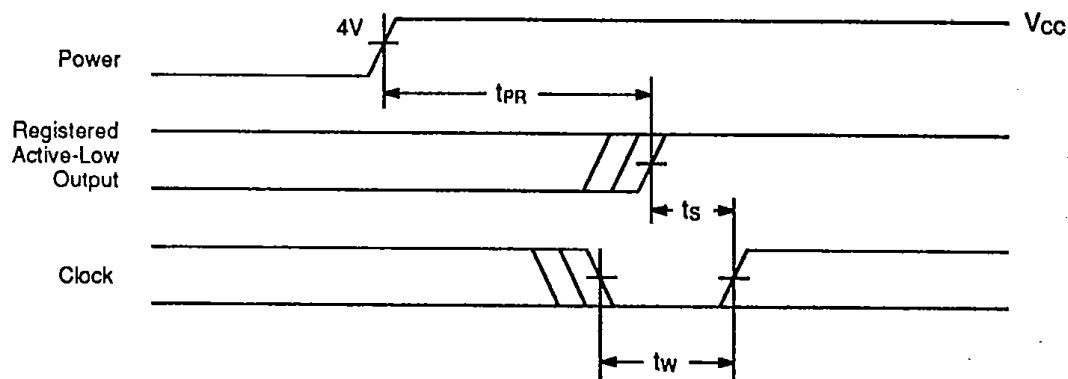 4V
VCC
Power
tPR
Registered
Active-Low
Output
tS
Clock
tW